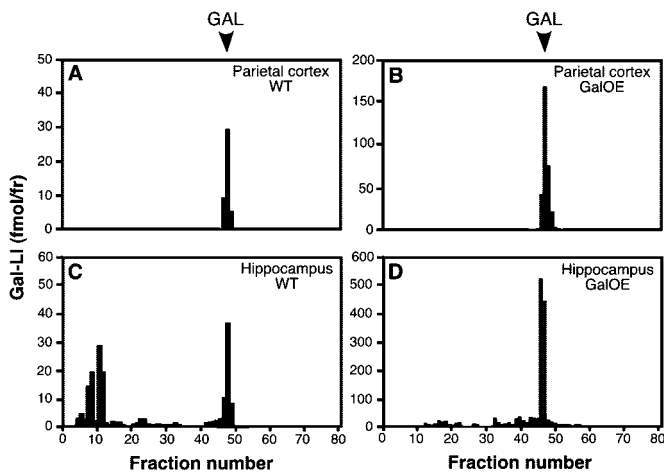 GAL GAL
50 A Parietal cortex WT
40
30
20
10
0
200 B Parietal cortex GalOE
150
100
50
0
Gal-LI (fmol/fr)
60 C Hippocampus WT
50
40
30
20
10
0
0 10 20 30 40 50 60 70 80
Fraction number
600 D Hippocampus GalOE
500
400
300
200
100
0
0 10 20 30 40 50 60 70 80
Fraction number